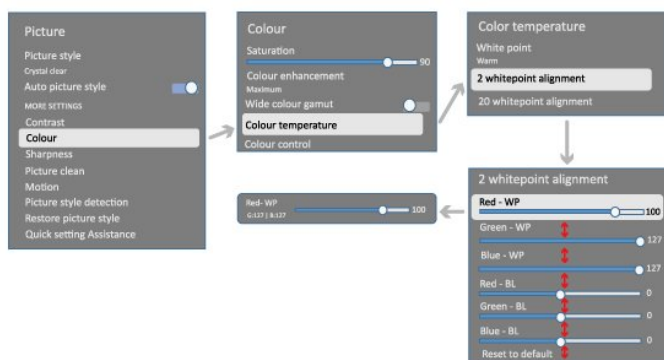 Picture
Picture style
Crystal clear
Auto picture style
MORE SETTINGS
Contrast
Colour
Sharpness
Picture clean
Motion
Picture style detection
Restore picture style
Quick setting Assistance
Colour
Saturation
90
Colour enhancement
Maximum
Wide colour gamut
Colour temperature
Colour control
Color temperature
White point
Warm
2 whitepoint alignment
20 whitepoint alignment
2 whitepoint alignment
Red - WP
100
Green - WP
127
Blue - WP
127
Red - BL
0
Green - BL
0
Blue - BL
0
Reset to default
Red- WP
G:127 | B:127
100